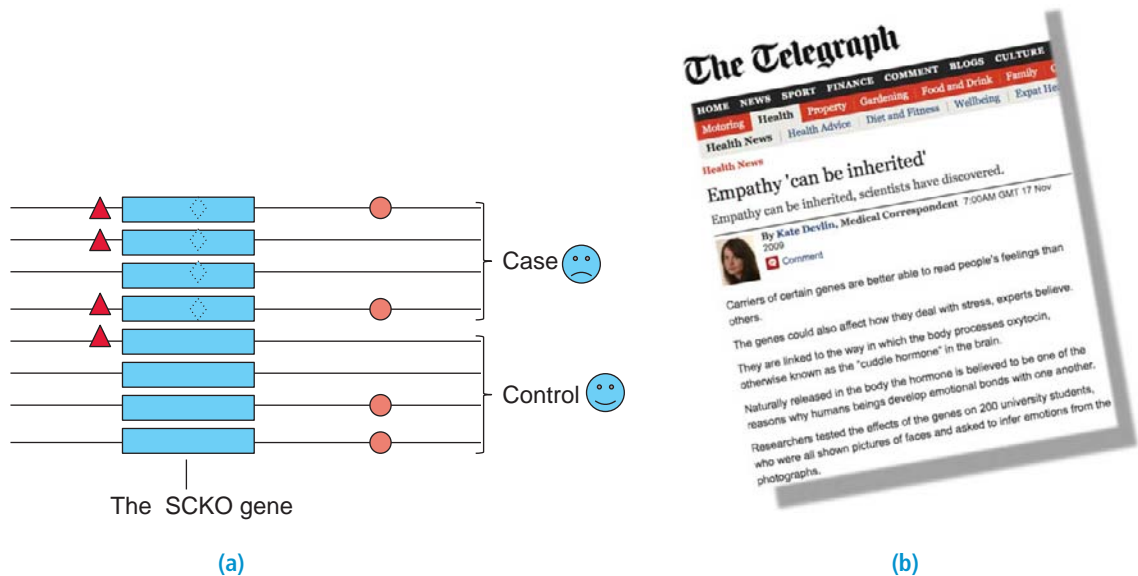 Case
Control
The SCKO gene
(a)
The Telegraph
HOME NEWS SPORT FINANCE COMMENT BLOGS CULTURE
Motoring Health Property Gardening Food and Drink Family
Health News Health Advice Diet and Fitness Wellbeing Expat He
Health News
Empathy 'can be inherited'
Empathy can be inherited, scientists have discovered.
By Kate Devlin, Medical Correspondent 7:00AM GMT 17 Nov
2009
Comment
Carriers of certain genes are better able to read people's feelings than
others.
The genes could also affect how they deal with stress, experts believe.
They are linked to the way in which the body processes oxytocin,
otherwise known as the "cuddle hormone" in the brain.
Naturally released in the body the hormone is believed to be one of the
reasons why humans beings develop emotional bonds with one another.
Researchers tested the effects of the genes on 200 university students,
who were all shown pictures of faces and asked to infer emotions from the
photographs.
(b)